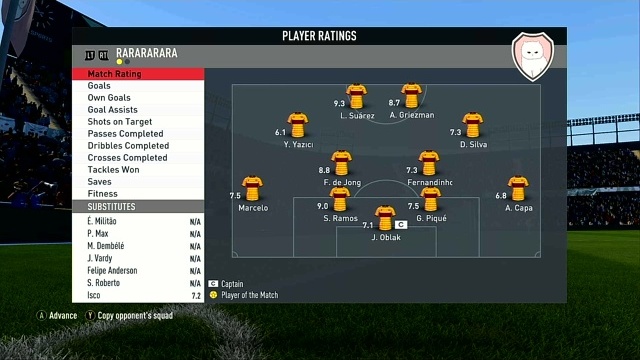 PLAYER RATINGS
LT RT RARARARARA
Match Rating
Goals
Own Goals
Goal Assists
Shots on Target
Passes Completed
Dribbles Completed
Crosses Completed
Tackles Won
Saves
Fitness
SUBSTITUTES
É. Militão N/A
P. Max N/A
M. Dembélé N/A
J. Vardy N/A
Felipe Anderson N/A
S. Roberto N/A
Isco 7.2
9.3 L. Suárez
8.7 A. Griezman
6.1 Y. Yazıcı
7.3 D. Silva
8.8 F. de Jong
7.3 Fernandinho
7.5 Marcelo
9.0 S. Ramos
7.5 G. Piqué
6.8 A. Capa
7.1 C J. Oblak
C Captain
Player of the Match
A Advance Y Copy opponent's squad